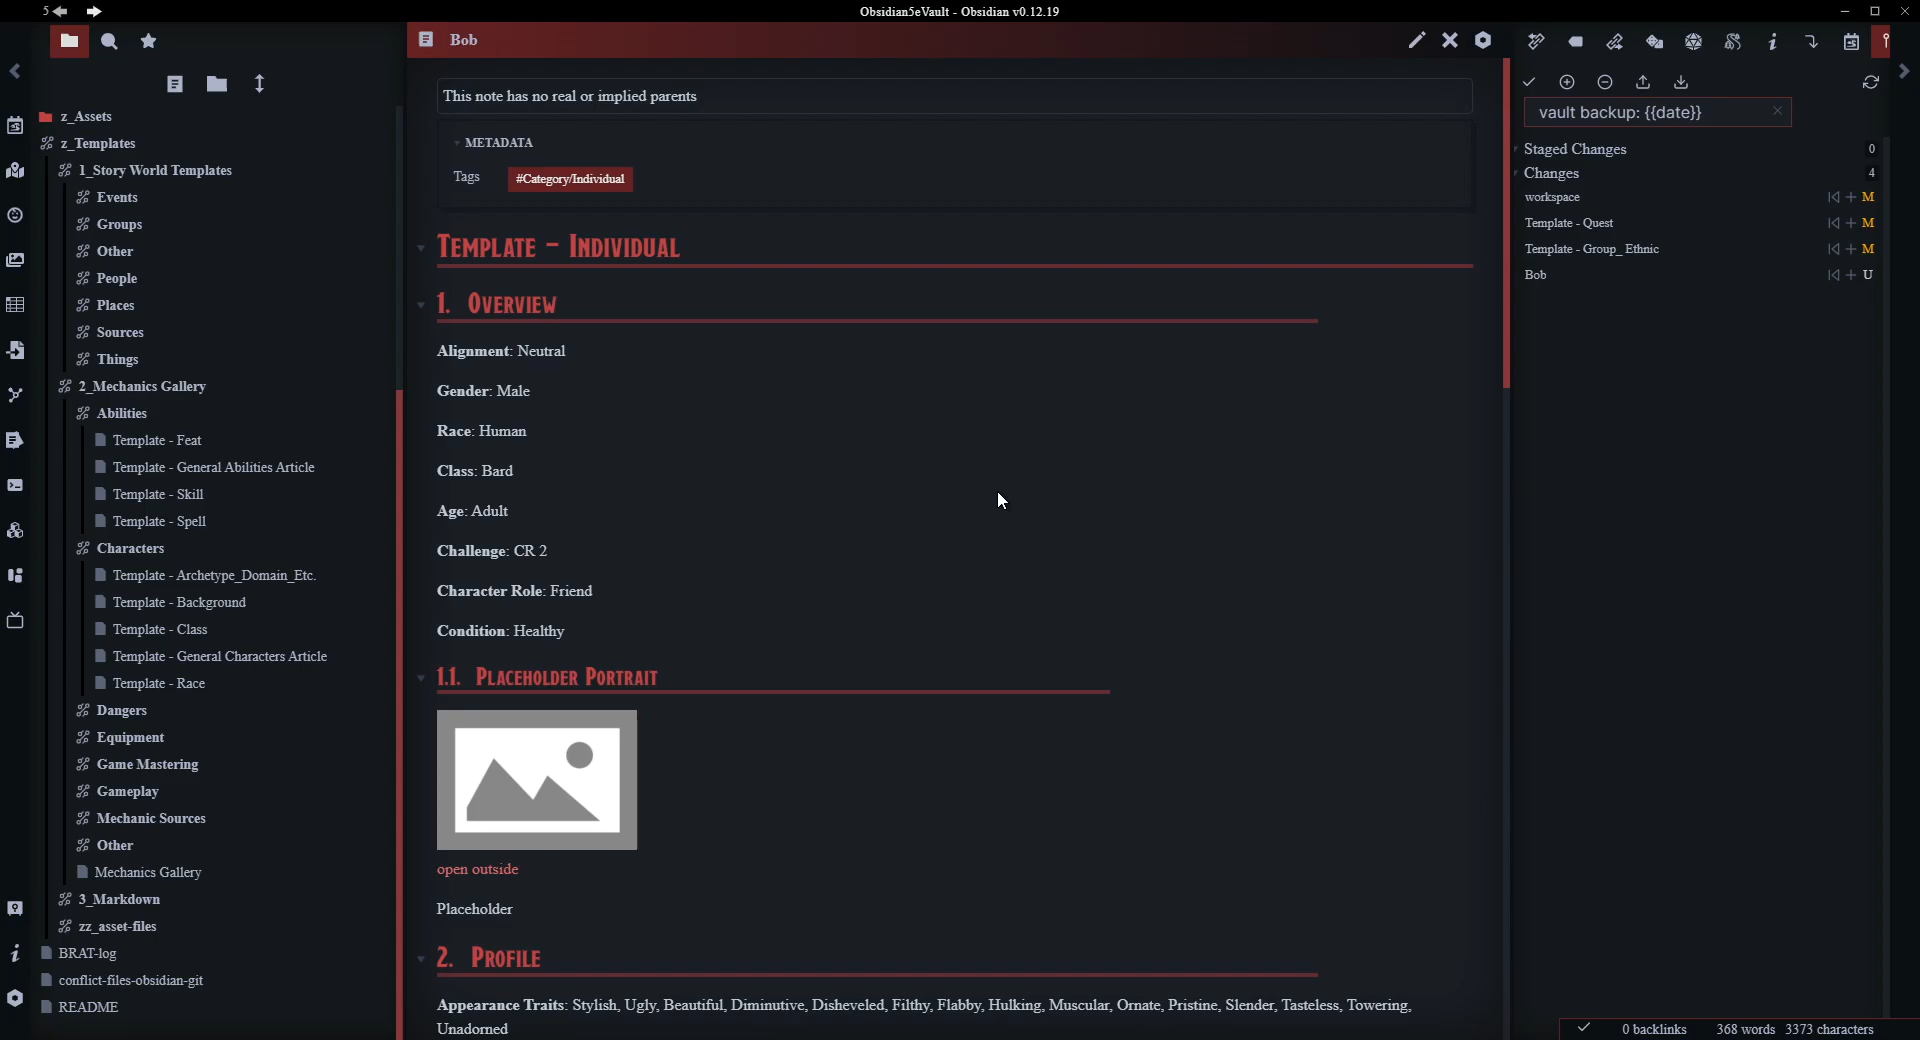 5
Obsidian5eVault - Obsidian v0.12.19
z_Assets
z_Templates
1_Story World Templates
Events
Groups
Other
People
Places
Sources
Things
2_Mechanics Gallery
Abilities
Template - Feat
Template - General Abilities Article
Template - Skill
Template - Spell
Characters
Template - Archetype_Domain_Etc.
Template - Background
Template - Class
Template - General Characters Article
Template - Race
Dangers
Equipment
Game Mastering
Gameplay
Mechanic Sources
Other
Mechanics Gallery
3_Markdown
zz_asset-files
BRAT-log
conflict-files-obsidian-git
README
Bob
This note has no real or implied parents
METADATA
Tags #Category/Individual
Template - Individual
1. Overview
Alignment: Neutral
Gender: Male
Race: Human
Class: Bard
Age: Adult
Challenge: CR 2
Character Role: Friend
Condition: Healthy
1.1. Placeholder Portrait
open outside
Placeholder
2. Profile
Appearance Traits: Stylish, Ugly, Beautiful, Diminutive, Disheveled, Filthy, Flabby, Hulking, Muscular, Ornate, Pristine, Slender, Tasteless, Towering,
Unadorned
vault backup: {{date}}
Staged Changes 0
Changes 4
workspace M
Template - Quest M
Template - Group_ Ethnic M
Bob U
0 backlinks 368 words 3373 characters